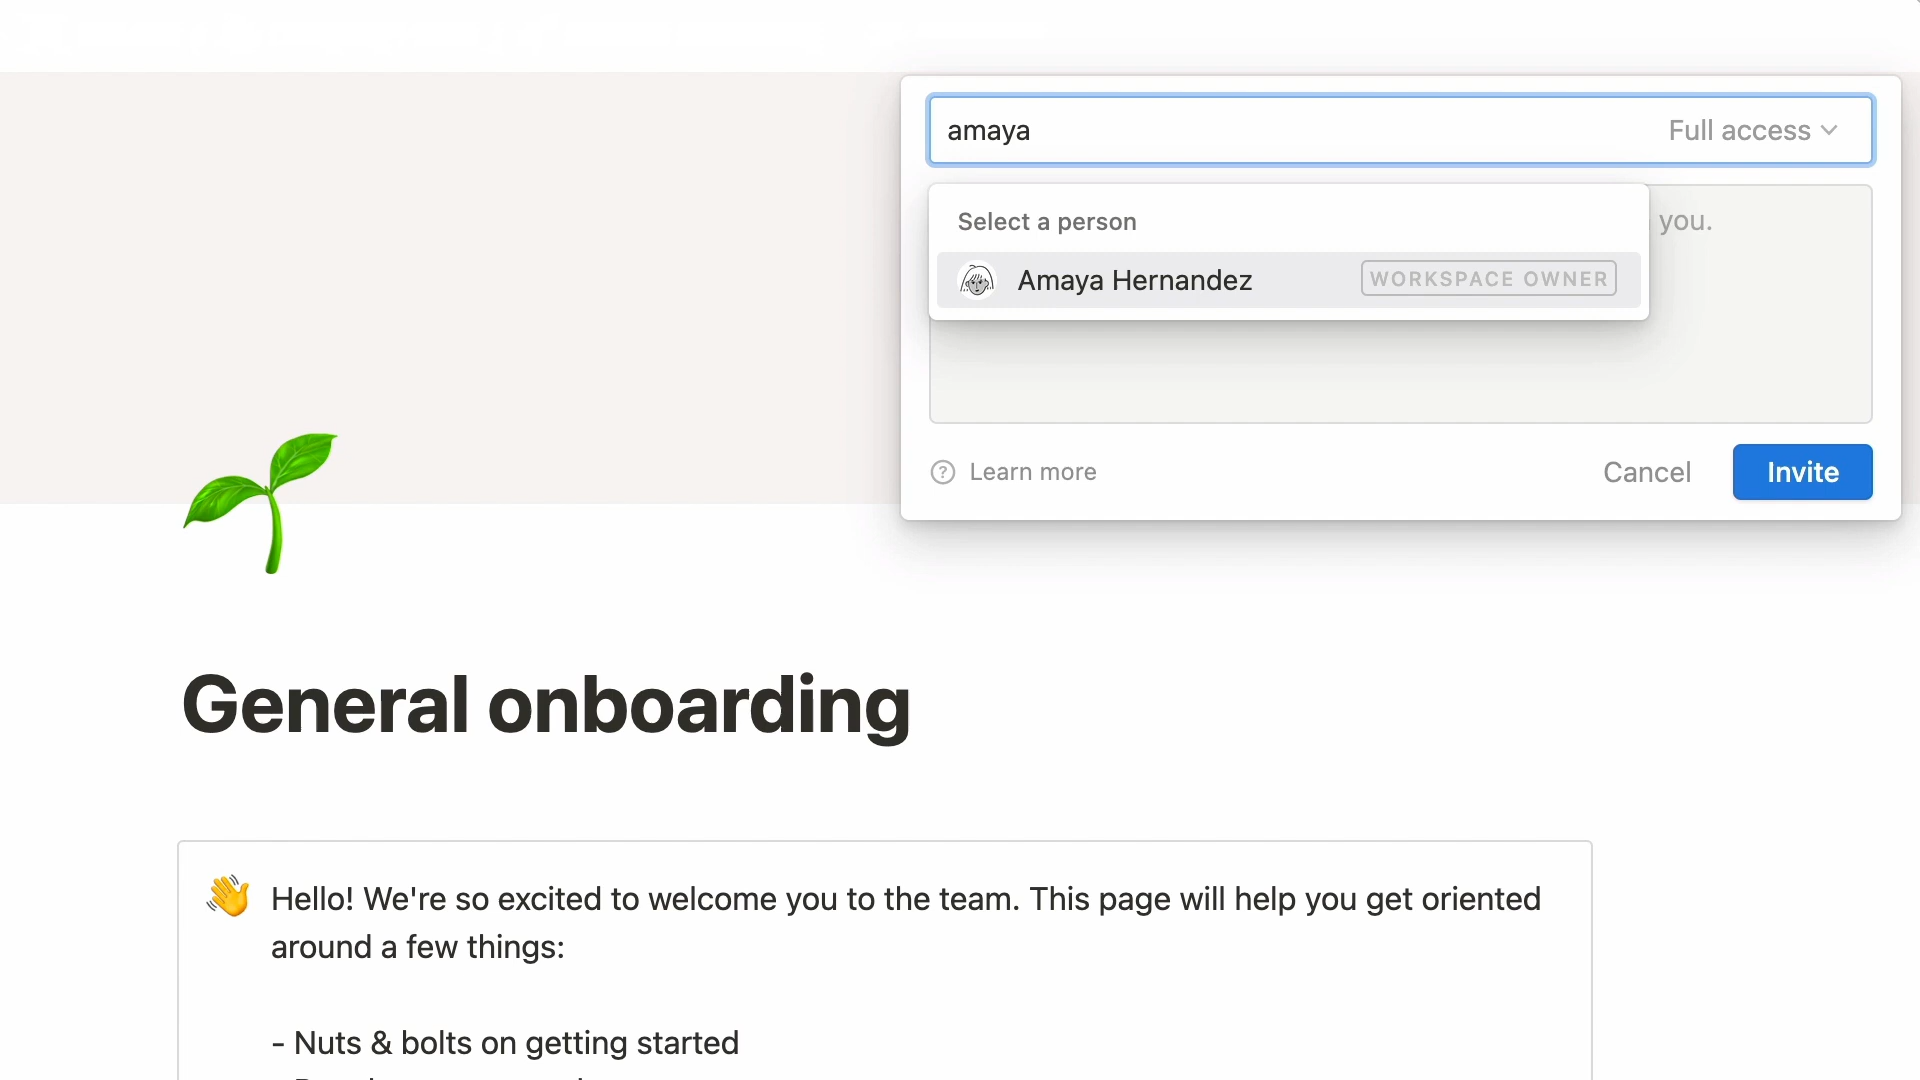 amaya
Full access
Select a person
you.
Amaya Hernandez
WORKSPACE OWNER
Learn more
Cancel
Invite
General onboarding
Hello! We're so excited to welcome you to the team. This page will help you get oriented
around a few things:
- Nuts & bolts on getting started